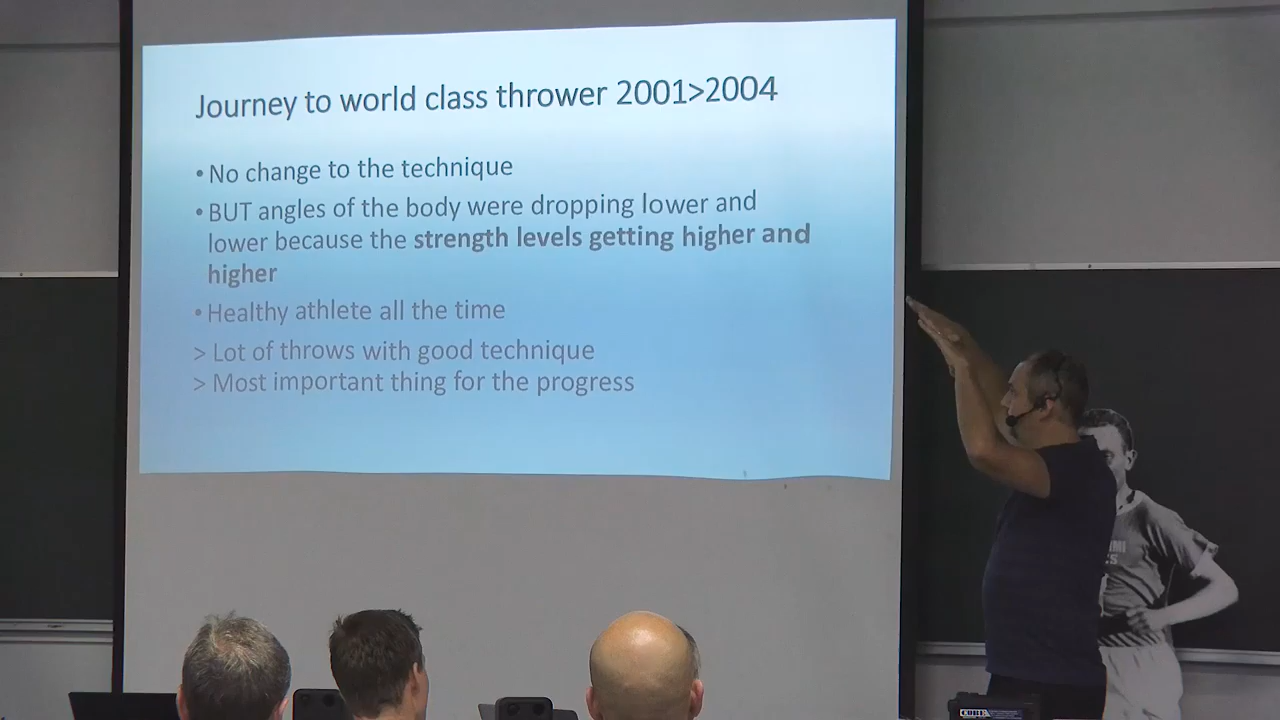 Journey to world class thrower 2001>2004
• No change to the technique
• BUT angles of the body were dropping lower and
lower because the strength levels getting higher and
higher
• Healthy athlete all the time
> Lot of throws with good technique
> Most important thing for the progress
CUBE